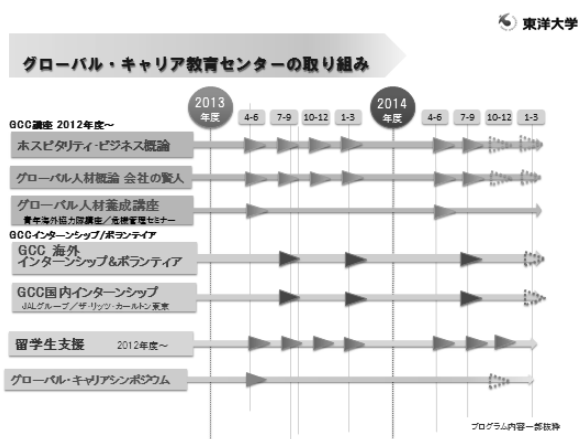 東洋大学
グローバル・キャリア教育センターの取り組み
2013 年度
2014 年度
4-6 7-9 10-12 1-3 4-6 7-9 10-12 1-3
GCC講座 2012年度～
ホスピタリティ・ビジネス概論
グローバル人材概論 会社の賢人
グローバル人材養成講座
青年海外協力隊講座／危機管理セミナー
GCCインターンシップ/ボランテイア
GCC 海外
インターンシップ&ボランティア
GCC国内インターンシップ
JALグループ／ザ・リッツ・カールトン東京
留学生支援 2012年度～
グローバル・キャリアシンポジウム
プログラム内容一部抜粋